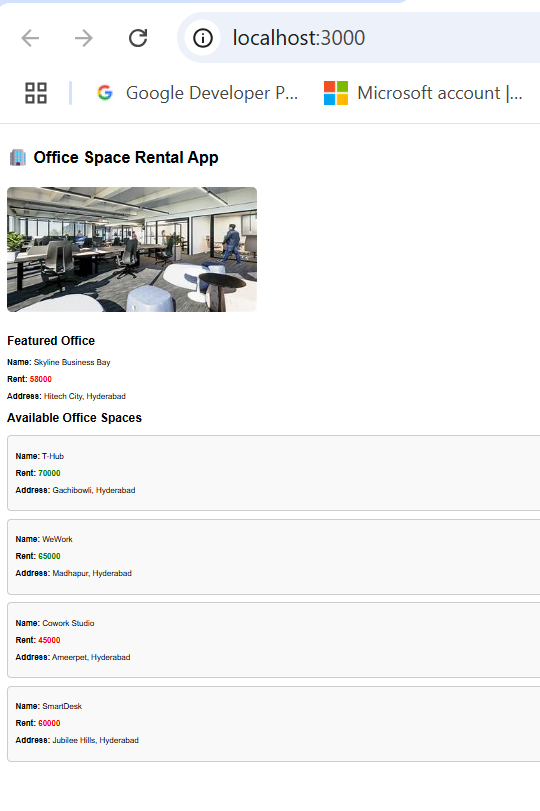 localhost:3000
Google Developer P...
Microsoft account |...
Office Space Rental App
Featured Office
Name: Skyline Business Bay
Rent: 58000
Address: Hitech City, Hyderabad
Available Office Spaces
Name: T-Hub
Rent: 70000
Address: Gachibowli, Hyderabad
Name: WeWork
Rent: 65000
Address: Madhapur, Hyderabad
Name: Cowork Studio
Rent: 45000
Address: Ameerpet, Hyderabad
Name: SmartDesk
Rent: 60000
Address: Jubilee Hills, Hyderabad